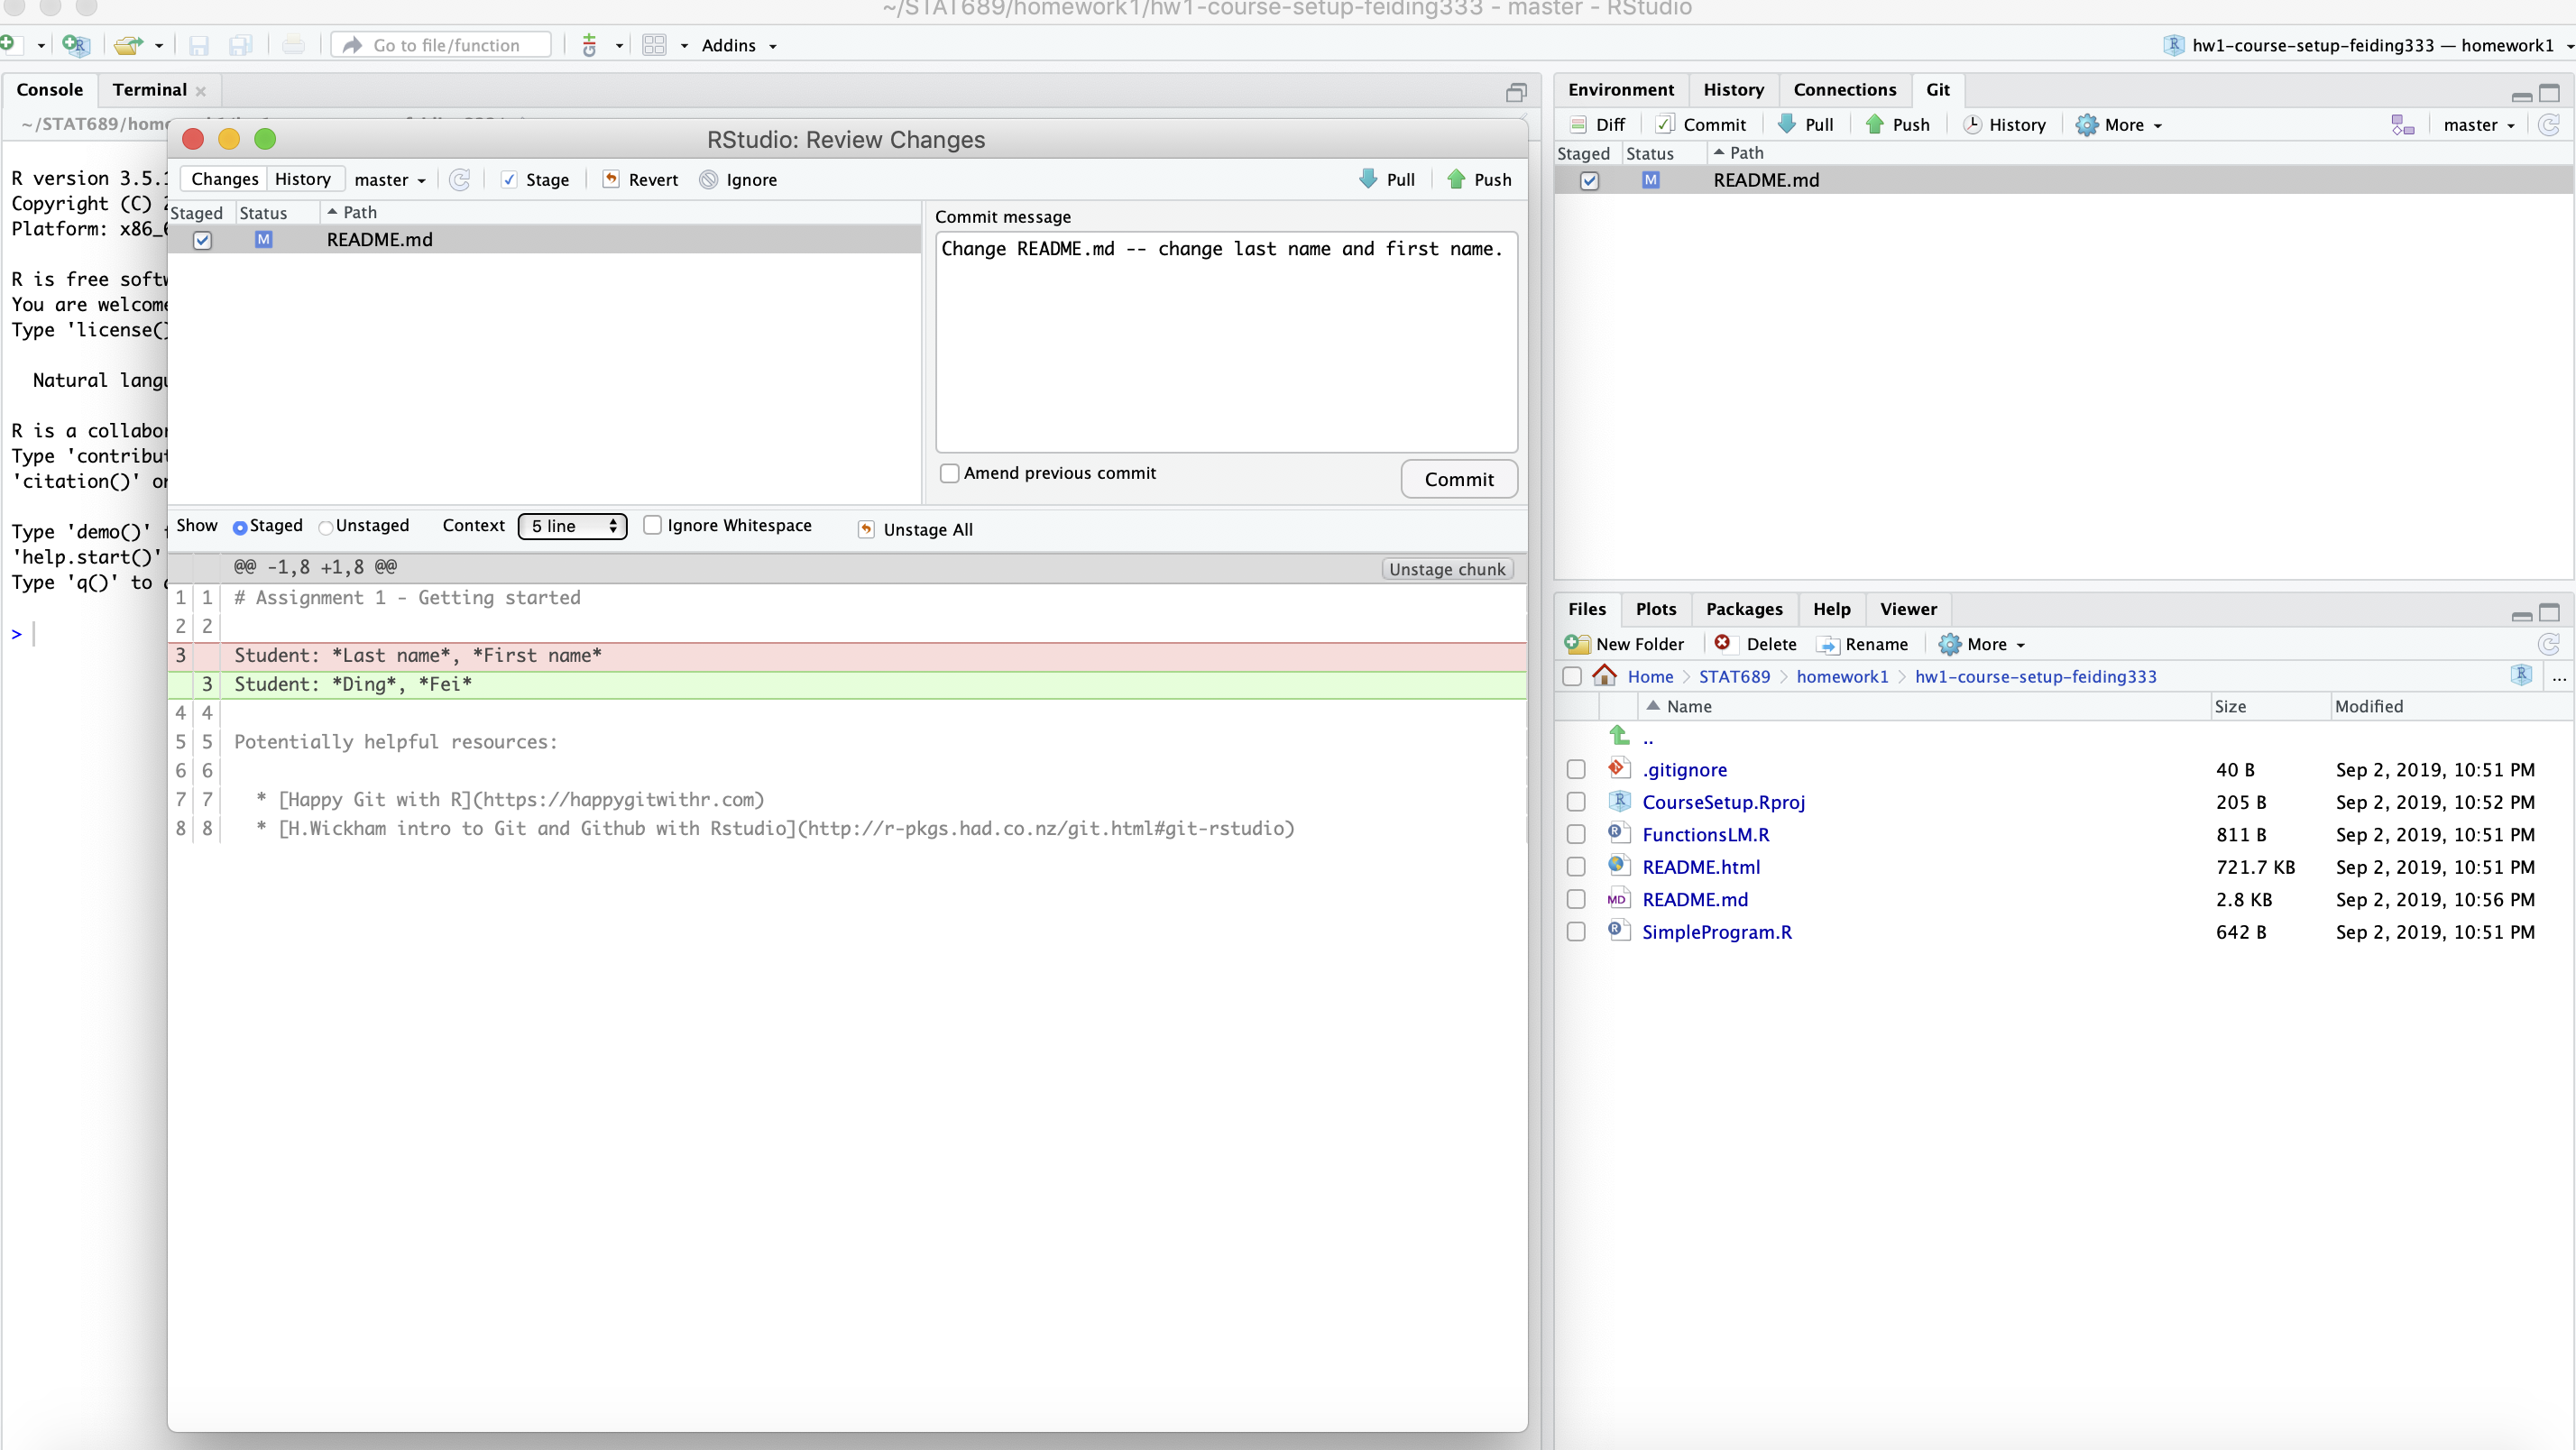 ~/STAT689/homework1/hw1-course-setup-feiding333 - master - RStudio
Go to file/function
Addins
hw1-course-setup-feiding333 — homework1
Console Terminal
~/STAT689/home
R version 3.5.1
Copyright (C) 2
Platform: x86_6
R is free softw
You are welcome
Type 'license()
Natural langu
R is a collabor
Type 'contribut
'citation()' on
Type 'demo()' f
'help.start()'
Type 'q()' to q
>
RStudio: Review Changes
Changes History master Stage Revert Ignore Pull Push
Staged Status Path
M README.md
Commit message
Change README.md -- change last name and first name.
Amend previous commit
Commit
Show Staged Unstaged Context 5 line Ignore Whitespace Unstage All
@@ -1,8 +1,8 @@ Unstage chunk
1 1 # Assignment 1 - Getting started
2 2
3 Student: *Last name*, *First name*
3 Student: *Ding*, *Fei*
4 4
5 5 Potentially helpful resources:
6 6
7 7 * [Happy Git with R](https://happygitwithr.com)
8 8 * [H.Wickham intro to Git and Github with Rstudio](http://r-pkgs.had.co.nz/git.html#git-rstudio)
Environment History Connections Git
Diff Commit Pull Push History More master
Staged Status Path
M README.md
Files Plots Packages Help Viewer
New Folder Delete Rename More
Home STAT689 homework1 hw1-course-setup-feiding333 ...
Name Size Modified
..
.gitignore 40 B Sep 2, 2019, 10:51 PM
CourseSetup.Rproj 205 B Sep 2, 2019, 10:52 PM
FunctionsLM.R 811 B Sep 2, 2019, 10:51 PM
README.html 721.7 KB Sep 2, 2019, 10:51 PM
MD README.md 2.8 KB Sep 2, 2019, 10:56 PM
SimpleProgram.R 642 B Sep 2, 2019, 10:51 PM